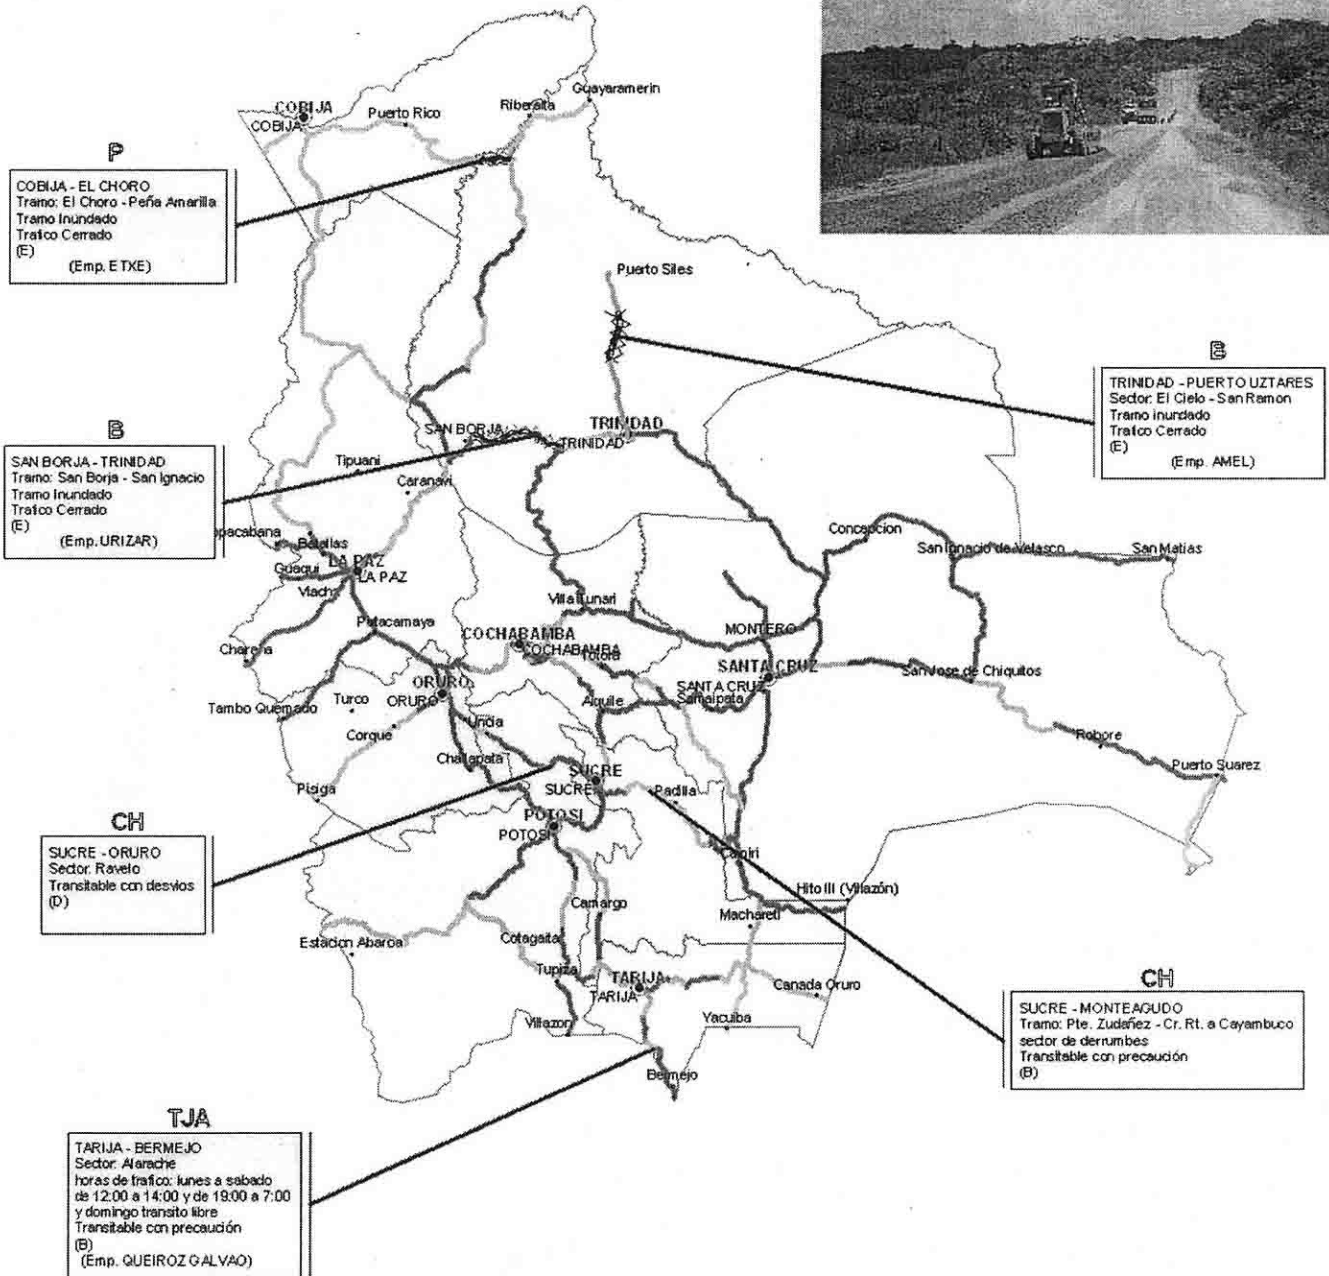 COBIJA
COBIJA
Puerto Rico
Riberalta
Guayaramerin
P
COBIJA - EL CHORO
Tramo: El Choro - Peña Amarilla
Tramo Inundado
Trafico Cerrado
(E)
(Emp. ETXE)
Puerto Siles
B
TRINIDAD - PUERTO UZTARES
Sector: El Cielo - San Ramon
Tramo inundado
Trafico Cerrado
(E)
(Emp. AMEL)
B
SAN BORJA - TRINIDAD
Tramo: San Borja - San Ignacio
Tramo Inundado
Trafico Cerrado
(E)
(Emp. URIZAR)
SAN BORJA
TRINIDAD
TRINIDAD
Tipuani
Caranavi
opacabana
Batallas
Guaqui
LA PAZ
LA PAZ
Viacha
Concepcion
San Ignacio de Velasco
San Matias
Villa Tunari
Patacamaya
COCHABAMBA
COCHABAMBA
MONTERO
Charaña
Totora
SANTA CRUZ
SANTA CRUZ
San Jose de Chiquitos
ORURO
ORURO
Turco
Tambo Quemado
Aiquile
Samaipata
Corque
Uncia
Challapata
Robore
Puerto Suarez
Pisiga
SUCRE
SUCRE
Padilla
POTOSI
POTOSI
CH
SUCRE - ORURO
Sector: Ravelo
Transitable con desvios
(D)
Camiri
Hito III (Villazón)
Camargo
Machareti
Estacion Abaroa
Cotagaita
Tupiza
TARIJA
TARIJA
Canada Oruro
Villazon
Yacuiba
Bermejo
CH
SUCRE - MONTEAGUDO
Tramo: Pte. Zudañez - Cr. Rt. a Cayambuco
sector de derrumbes
Transitable con precaución
(B)
TJA
TARIJA - BERMEJO
Sector: Alarache
horas de trafico: lunes a sabado
de 12:00 a 14:00 y de 19:00 a 7:00
y domingo transito libre
Transitable con precaución
(B)
(Emp. QUEIROZ GALVAO)